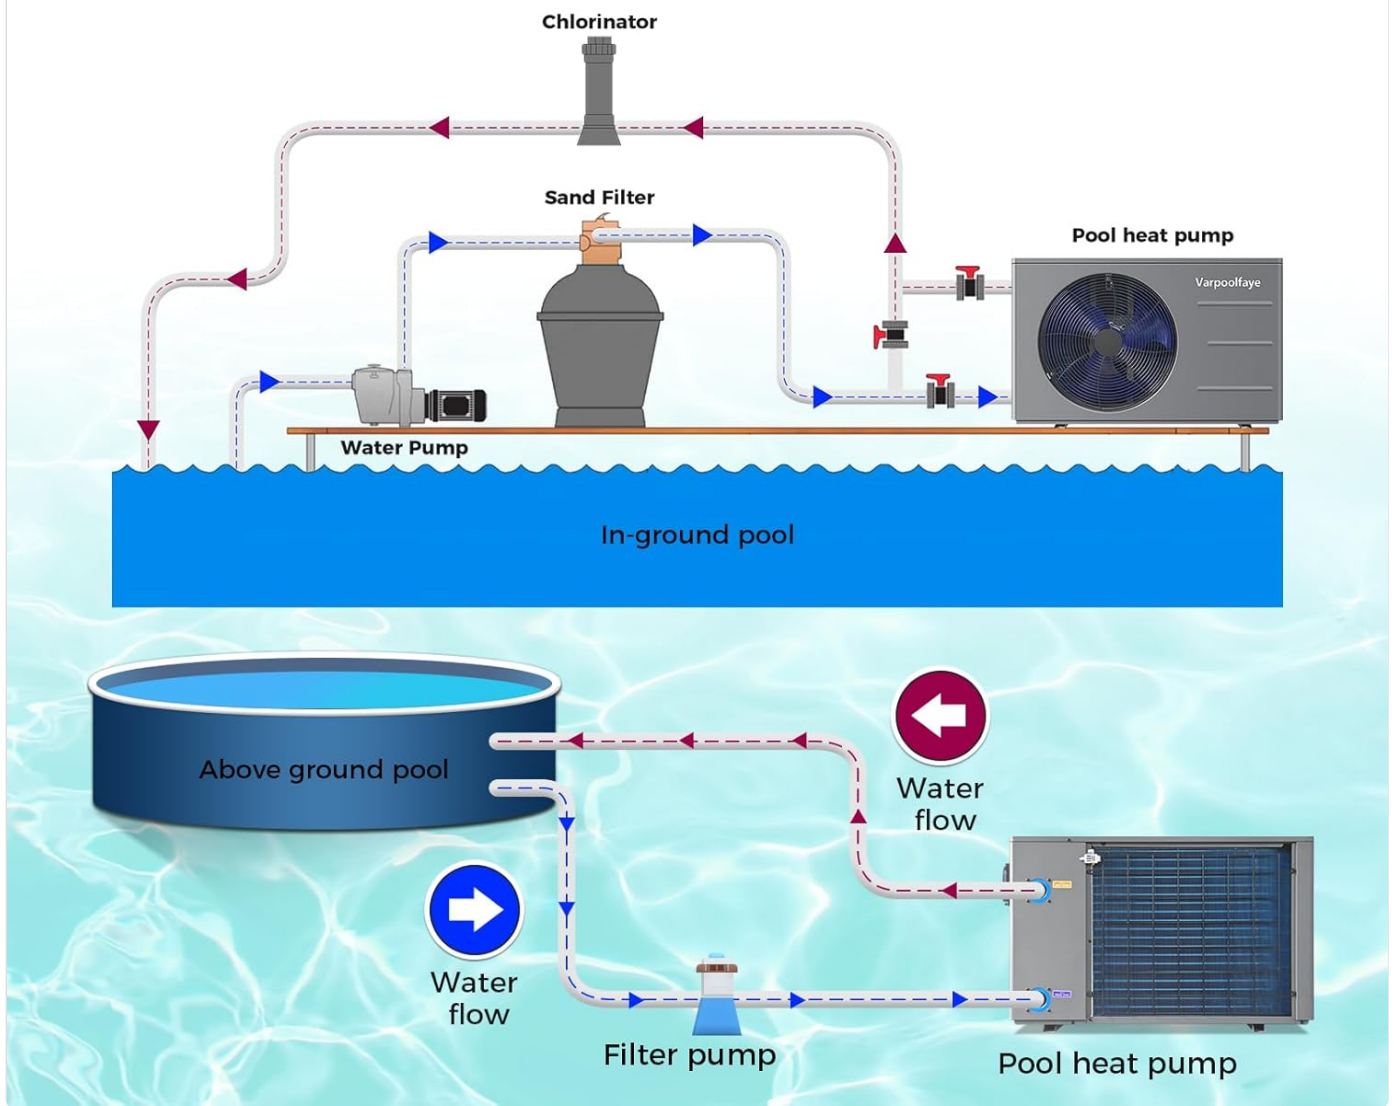 Chlorinator
Sand Filter
Pool heat pump
Varpoolfaye
Water Pump
In-ground pool
Above ground pool
Water
flow
Water
flow
Filter pump
Pool heat pump